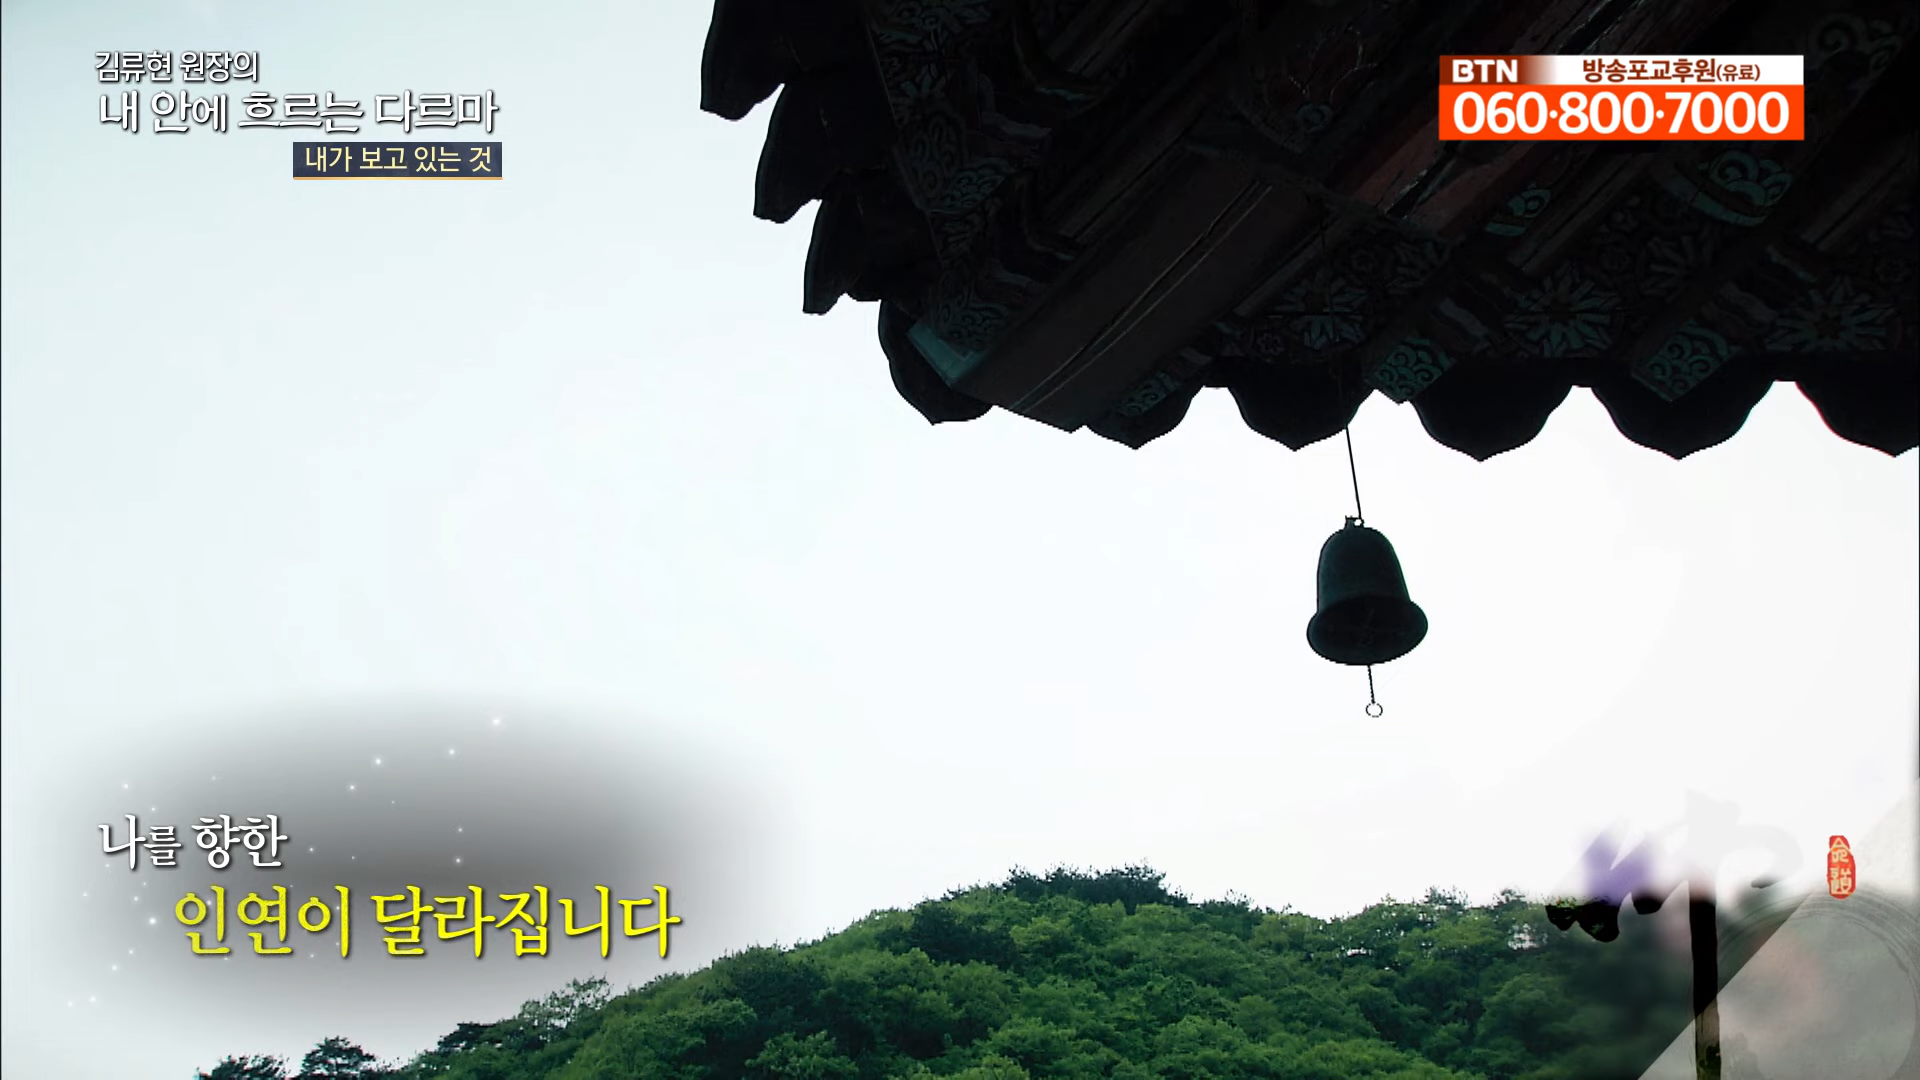 김류현 원장의
내 안에 흐르는 다르마
내가 보고 있는 것
BTN 방송포교후원(유료)
060·800·7000
나를 향한
인연이 달라집니다